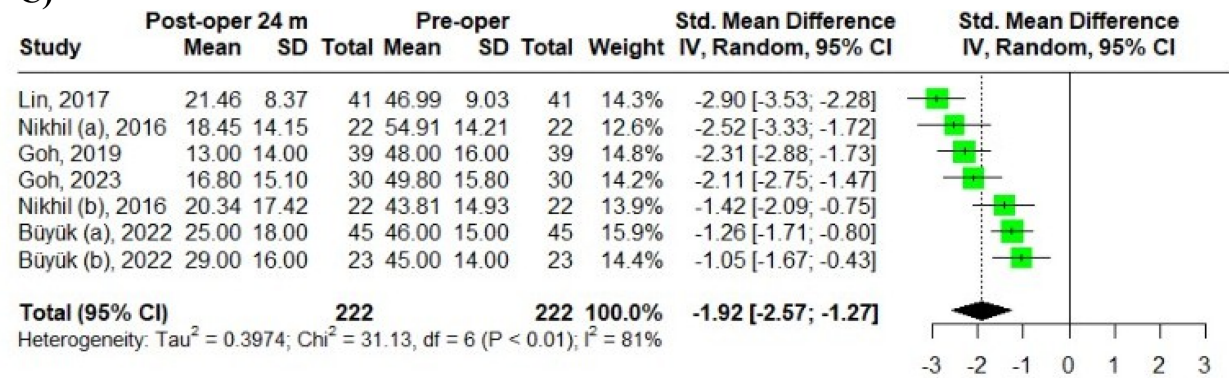 C)
Post-oper 24 m Pre-oper Std. Mean Difference Std. Mean Difference
Study Mean SD Total Mean SD Total Weight IV, Random, 95% CI IV, Random, 95% CI
Lin, 2017 21.46 8.37 41 46.99 9.03 41 14.3% -2.90 [-3.53; -2.28]
Nikhil (a), 2016 18.45 14.15 22 54.91 14.21 22 12.6% -2.52 [-3.33; -1.72]
Goh, 2019 13.00 14.00 39 48.00 16.00 39 14.8% -2.31 [-2.88; -1.73]
Goh, 2023 16.80 15.10 30 49.80 15.80 30 14.2% -2.11 [-2.75; -1.47]
Nikhil (b), 2016 20.34 17.42 22 43.81 14.93 22 13.9% -1.42 [-2.09; -0.75]
Büyük (a), 2022 25.00 18.00 45 46.00 15.00 45 15.9% -1.26 [-1.71; -0.80]
Büyük (b), 2022 29.00 16.00 23 45.00 14.00 23 14.4% -1.05 [-1.67; -0.43]
Total (95% CI) 222 222 100.0% -1.92 [-2.57; -1.27]
Heterogeneity: Tau² = 0.3974; Chi² = 31.13, df = 6 (P < 0.01); I² = 81%
-3 -2 -1 0 1 2 3